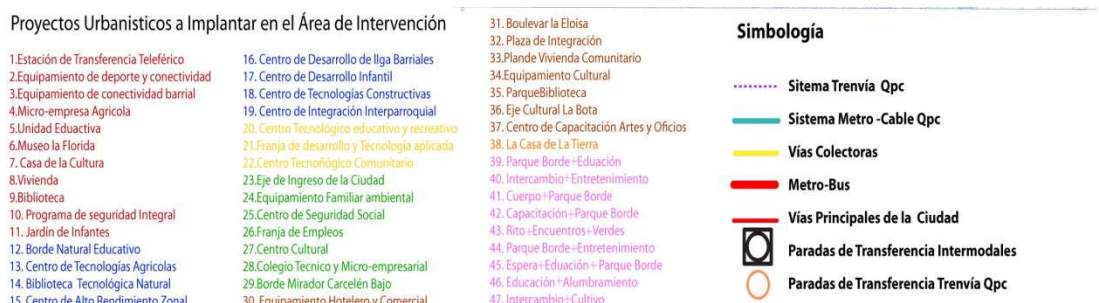 Proyectos Urbanisticos a Implantar en el Área de Intervención
1.Estación de Transferencia Teleférico
2.Equipamiento de deporte y conectividad
3.Equipamiento de conectividad barrial
4.Micro-empresa Agricola
5.Unidad Eduactiva
6.Museo la Florida
7. Casa de la Cultura
8.Vivienda
9.Biblioteca
10. Programa de seguridad Integral
11. Jardín de Infantes
12. Borde Natural Educativo
13. Centro de Tecnologías Agricolas
14. Biblioteca Tecnológica Natural
15. Centro de Alto Rendimiento Zonal
16. Centro de Desarrollo de lIga Barriales
17. Centro de Desarrollo Infantil
18. Centro de Tecnologías Constructivas
19. Centro de Integración Interparroquial
20. Centro Tecnológico educativo y recreativo
21.Franja de desarrollo y Tecnología aplicada
22.Centro Tecnoñógico Comunitario
23.Eje de Ingreso de la Ciudad
24.Equipamiento Familiar ambiental
25.Centro de Seguridad Social
26.Franja de Empleos
27.Centro Cultural
28.Colegio Tecnico y Micro-empresarial
29.Borde Mirador Carcelén Bajo
30. Equipamiento Hotelero y Comercial
31. Boulevar la Eloisa
32. Plaza de Integración
33.Plande Vivienda Comunitario
34.Equipamiento Cultural
35. ParqueBiblioteca
36. Eje Cultural La Bota
37. Centro de Capacitación Artes y Oficios
38. La Casa de La Tierra
39. Parque Borde+Eduación
40. Intercambio+Entretenimiento
41. Cuerpo+Parque Borde
42. Capacitación+Parque Borde
43. Rito+Encuentros+Verdes
44. Parque Borde+Entretenimiento
45. Espera+Eduación+Parque Borde
46. Educación+Alumbramiento
47. Intercambio+Cultivo
Simbología
Sitema Trenvía Qpc
Sistema Metro -Cable Qpc
Vías Colectoras
Metro-Bus
Vías Principales de la Ciudad
Paradas de Transferencia Intermodales
Paradas de Transferencia Trenvía Qpc